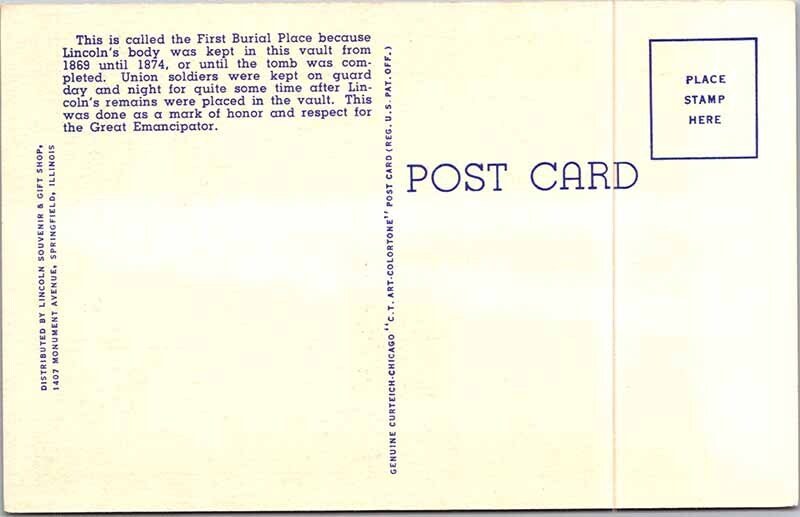 This is called the First Burial Place because
Lincoln's body was kept in this vault from
1869 until 1874, or until the tomb was com-
pleted. Union soldiers were kept on guard
day and night for quite some time after Lin-
coln's remains were placed in the vault. This
was done as a mark of honor and respect for
the Great Emancipator.
DISTRIBUTED BY LINCOLN SOUVENIR & GIFT SHOP,
1407 MONUMENT AVENUE, SPRINGFIELD, ILLINOIS
GENUINE CURTEICH-CHICAGO "C.T. ART-COLORTONE" POST CARD (REG. U.S. PAT. OFF.)
POST CARD
PLACE
STAMP
HERE